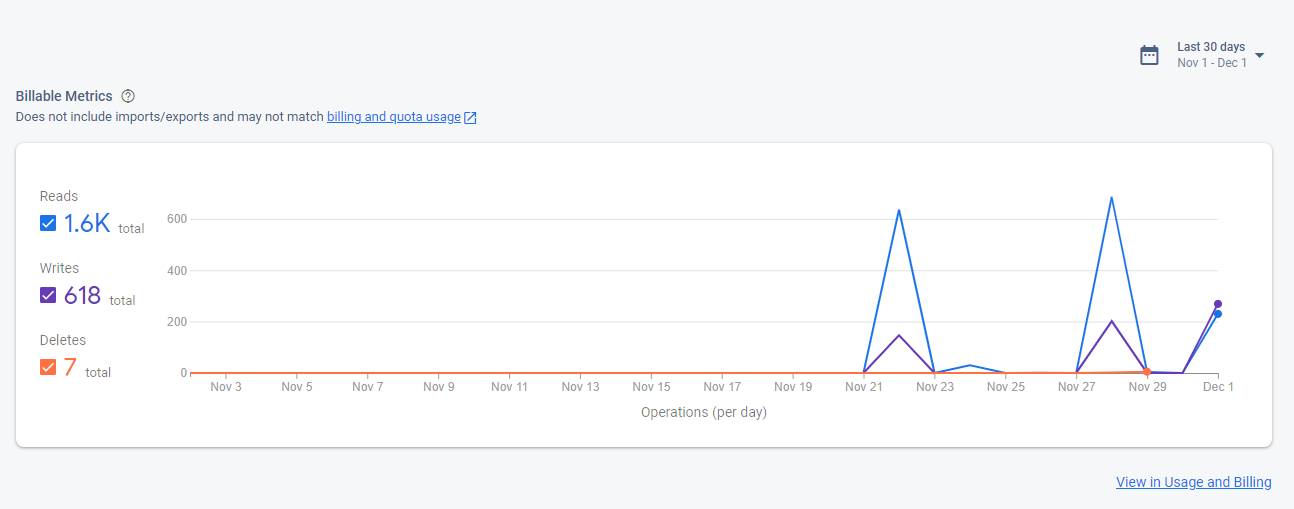 Last 30 days
Nov 1 - Dec 1
Billable Metrics
Does not include imports/exports and may not match billing and quota usage
Reads
1.6K total
Writes
618 total
Deletes
7 total
600
400
200
0
Nov 3 Nov 5 Nov 7 Nov 9 Nov 11 Nov 13 Nov 15 Nov 17 Nov 19 Nov 21 Nov 23 Nov 25 Nov 27 Nov 29 Dec 1
Operations (per day)
View in Usage and Billing